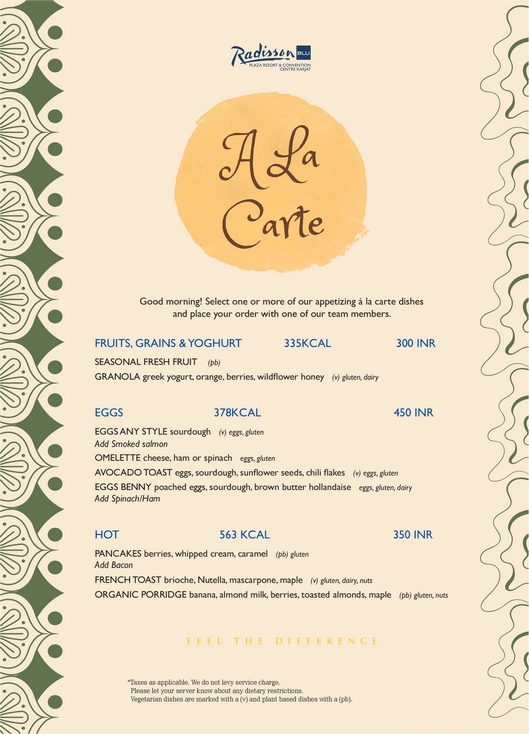 Radisson BLU
PLAZA RESORT & CONVENTION
CENTRE KARJAT
A La
Carte
Good morning! Select one or more of our appetizing à la carte dishes
and place your order with one of our team members.
FRUITS, GRAINS & YOGHURT 335KCAL 300 INR
SEASONAL FRESH FRUIT (pb)
GRANOLA greek yogurt, orange, berries, wildflower honey (v) gluten, dairy
EGGS 378KCAL 450 INR
EGGS ANY STYLE sourdough (v) eggs, gluten
Add Smoked salmon
OMELETTE cheese, ham or spinach eggs, gluten
AVOCADO TOAST eggs, sourdough, sunflower seeds, chili flakes (v) eggs, gluten
EGGS BENNY poached eggs, sourdough, brown butter hollandaise eggs, gluten, dairy
Add Spinach/Ham
HOT 563 KCAL 350 INR
PANCAKES berries, whipped cream, caramel (pb) gluten
Add Bacon
FRENCH TOAST brioche, Nutella, mascarpone, maple (v) gluten, dairy, nuts
ORGANIC PORRIDGE banana, almond milk, berries, toasted almonds, maple (pb) gluten, nuts
FEEL THE DIFFERENCE
*Taxes as applicable. We do not levy service charge.
Please let your server know about any dietary restrictions.
Vegetarian dishes are marked with a (v) and plant based dishes with a (pb).